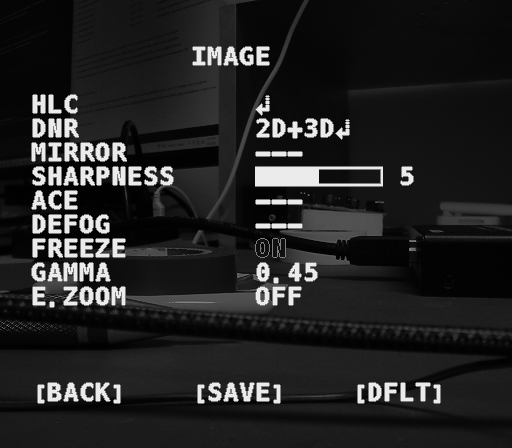 IMAGE
HLC ↲
DNR 2D+3D↲
MIRROR ---
SHARPNESS 5
ACE ---
DEFOG ---
FREEZE ON
GAMMA 0.45
E.ZOOM OFF
[BACK] [SAVE] [DFLT]